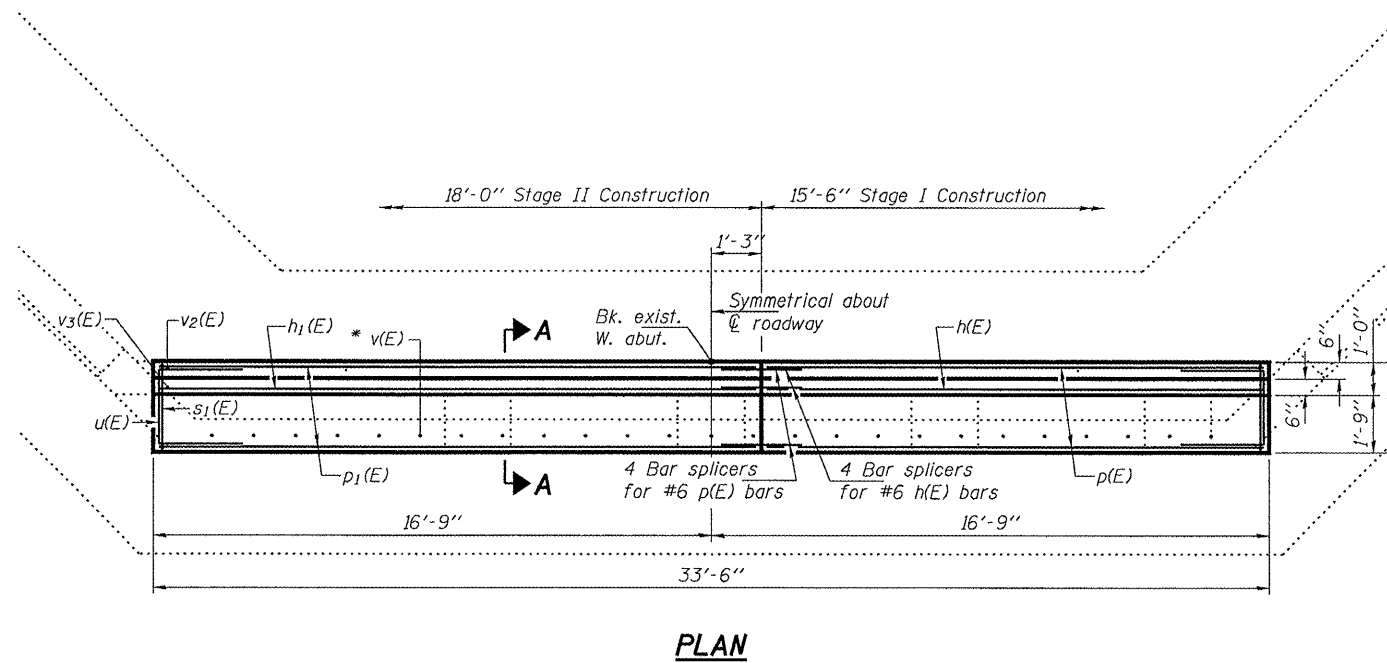 18'-0" Stage II Construction
15'-6" Stage I Construction
1'-3"
Symmetrical about
℄ roadway
Bk. exist.
W. abut.
v3(E)
v2(E)
h1(E)
* v(E)
A
h(E)
6"
1'-0"
s1(E)
u(E)
6"
1'-9"
p1(E)
A
4 Bar splicers
for #6 p(E) bars
4 Bar splicers
for #6 h(E) bars
p(E)
16'-9"
16'-9"
33'-6"
PLAN